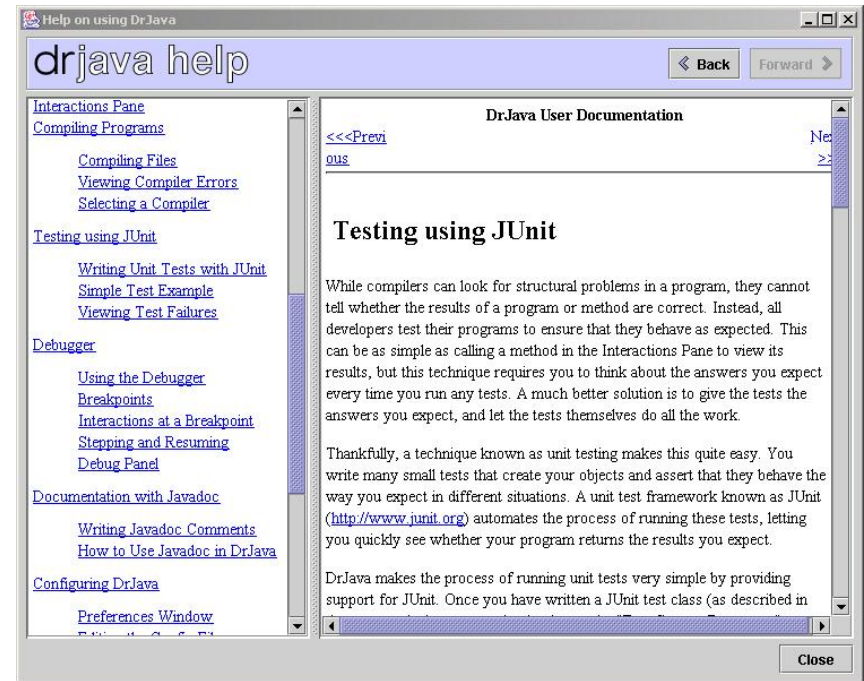 Help on using DrJava
drjava help
Back
Forward
Interactions Pane
Compiling Programs
Compiling Files
Viewing Compiler Errors
Selecting a Compiler
Testing using JUnit
Writing Unit Tests with JUnit
Simple Test Example
Viewing Test Failures
Debugger
Using the Debugger
Breakpoints
Interactions at a Breakpoint
Stepping and Resuming
Debug Panel
Documentation with Javadoc
Writing Javadoc Comments
How to Use Javadoc in DrJava
Configuring DrJava
Preferences Window
DrJava User Documentation
<<<Previ
ous
Nex
>>
Testing using JUnit
While compilers can look for structural problems in a program, they cannot
tell whether the results of a program or method are correct. Instead, all
developers test their programs to ensure that they behave as expected. This
can be as simple as calling a method in the Interactions Pane to view its
results, but this technique requires you to think about the answers you expect
every time you run any tests. A much better solution is to give the tests the
answers you expect, and let the tests themselves do all the work.
Thankfully, a technique known as unit testing makes this quite easy. You
write many small tests that create your objects and assert that they behave the
way you expect in different situations. A unit test framework known as JUnit
(http://www.junit.org) automates the process of running these tests, letting
you quickly see whether your program returns the results you expect.
DrJava makes the process of running unit tests very simple by providing
support for JUnit. Once you have written a JUnit test class (as described in
Close